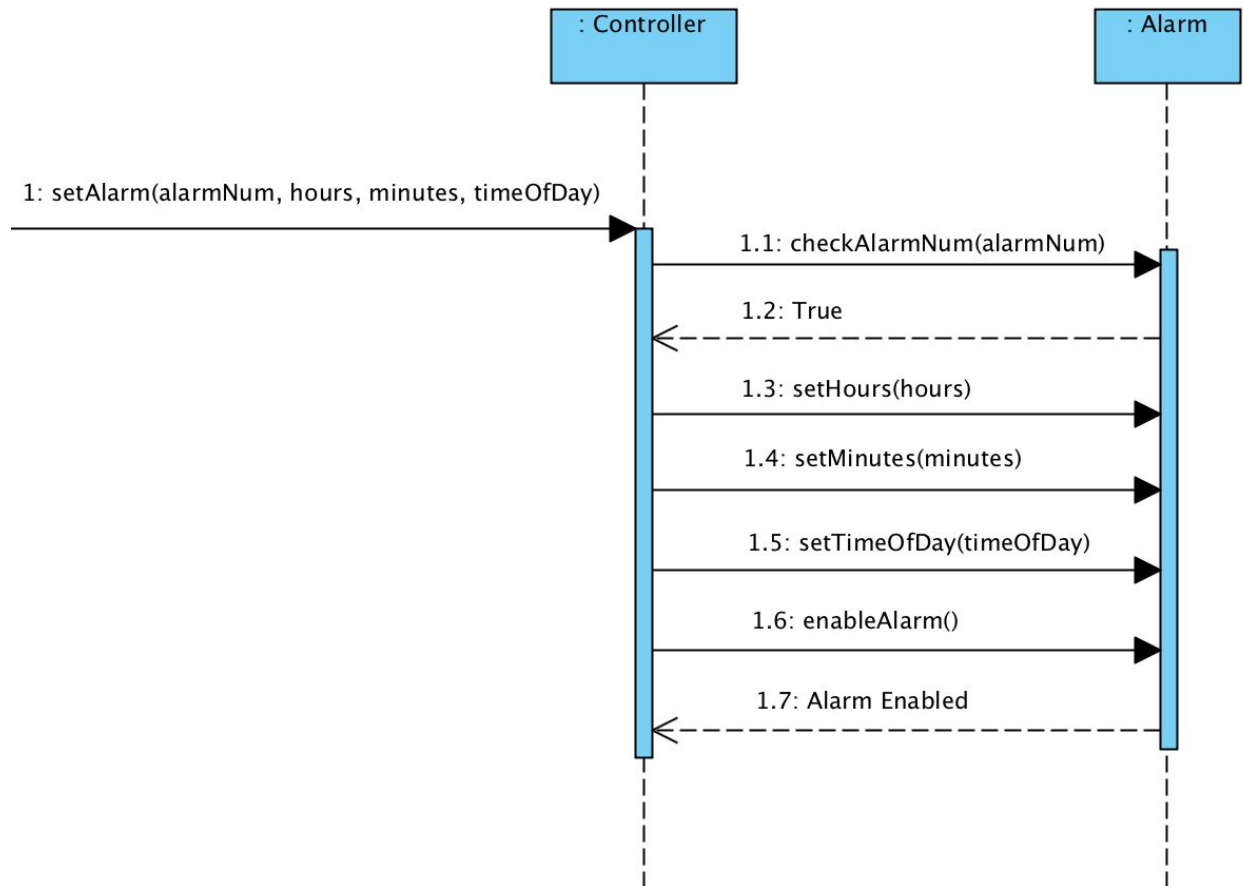 : Controller
: Alarm
1: setAlarm(alarmNum, hours, minutes, timeOfDay)
1.1: checkAlarmNum(alarmNum)
1.2: True
1.3: setHours(hours)
1.4: setMinutes(minutes)
1.5: setTimeOfDay(timeOfDay)
1.6: enableAlarm()
1.7: Alarm Enabled